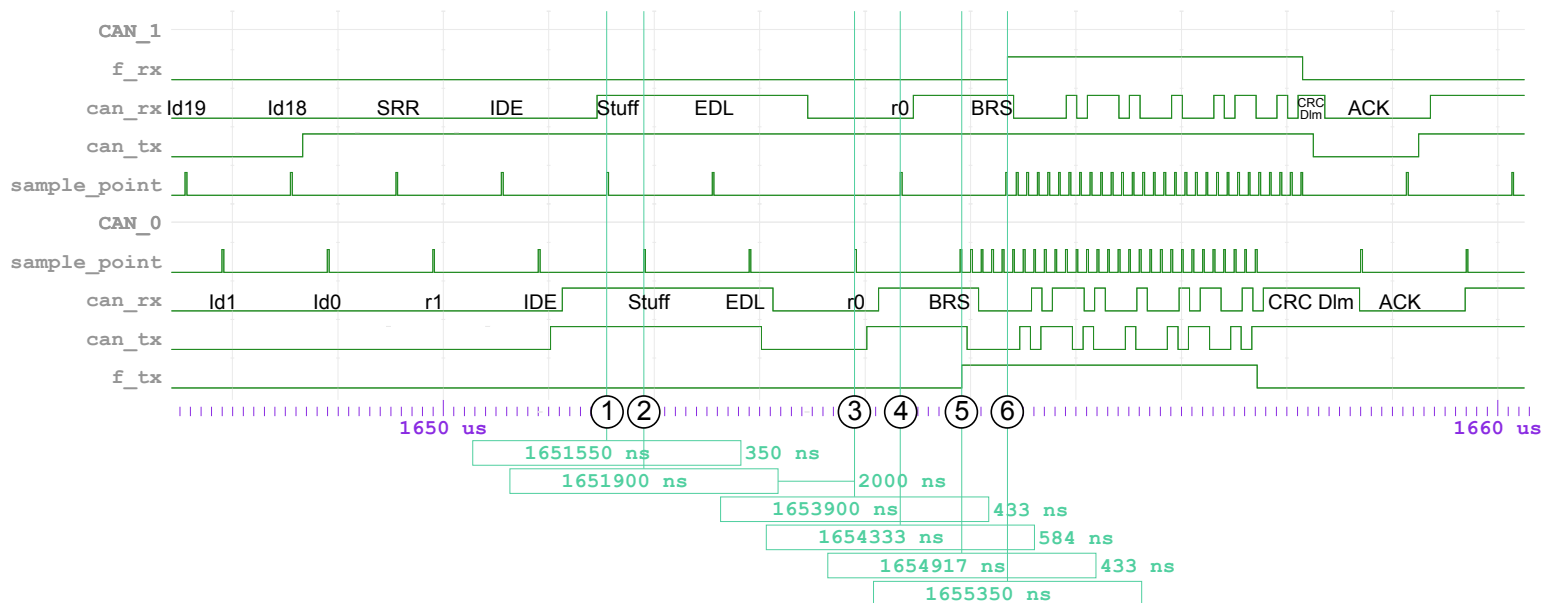 CAN_1
f_rx
can_rx Id19 Id18 SRR IDE Stuff EDL r0 BRS CRC Dlm ACK
can_tx
sample_point
CAN_0
sample_point
can_rx Id1 Id0 r1 IDE Stuff EDL r0 BRS CRC Dlm ACK
can_tx
f_tx
1 2 3 4 5 6
1650 us 1660 us
1651550 ns 350 ns
1651900 ns 2000 ns
1653900 ns 433 ns
1654333 ns 584 ns
1654917 ns 433 ns
1655350 ns